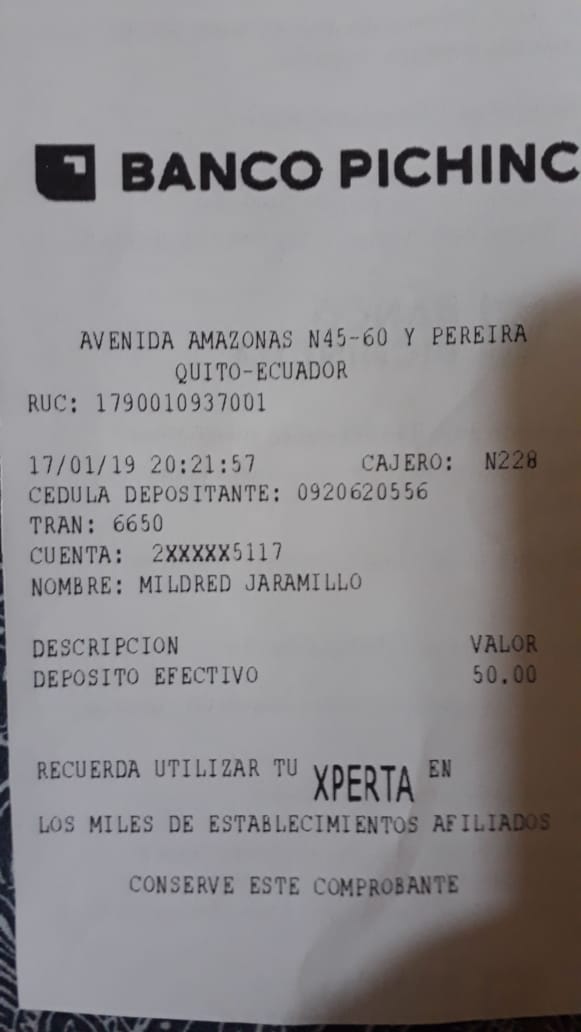 BANCO PICHINC
AVENIDA AMAZONAS N45-60 Y PEREIRA
QUITO-ECUADOR
RUC: 1790010937001
17/01/19 20:21:57 CAJERO: N228
CEDULA DEPOSITANTE: 0920620556
TRAN: 6650
CUENTA: 2XXXXX5117
NOMBRE: MILDRED JARAMILLO
DESCRIPCION VALOR
DEPOSITO EFECTIVO 50.00
RECUERDA UTILIZAR TU XPERTA EN
LOS MILES DE ESTABLECIMIENTOS AFILIADOS
CONSERVE ESTE COMPROBANTE